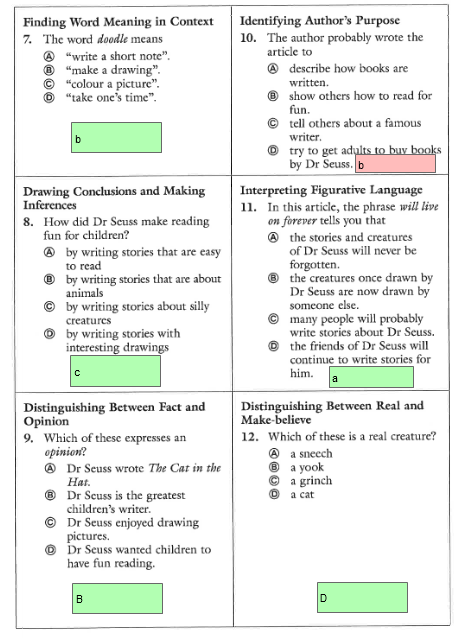 Finding Word Meaning in Context
7. The word doodle means
Ⓐ "write a short note".
Ⓑ "make a drawing".
Ⓒ "colour a picture".
Ⓓ "take one's time".
b
Drawing Conclusions and Making
Inferences
8. How did Dr Seuss make reading
fun for children?
Ⓐ by writing stories that are easy
to read
Ⓑ by writing stories that are about
animals
Ⓒ by writing stories about silly
creatures
Ⓓ by writing stories with
interesting drawings
c
Distinguishing Between Fact and
Opinion
9. Which of these expresses an
opinion?
Ⓐ Dr Seuss wrote The Cat in the
Hat.
Ⓑ Dr Seuss is the greatest
children's writer.
Ⓒ Dr Seuss enjoyed drawing
pictures.
Ⓓ Dr Seuss wanted children to
have fun reading.
B
Identifying Author's Purpose
10. The author probably wrote the
article to
Ⓐ describe how books are
written.
Ⓑ show others how to read for
fun.
Ⓒ tell others about a famous
writer.
Ⓓ try to get adults to buy books
by Dr Seuss.
b
Interpreting Figurative Language
11. In this article, the phrase will live
on forever tells you that
Ⓐ the stories and creatures
of Dr Seuss will never be
forgotten.
Ⓑ the creatures once drawn by
Dr Seuss are now drawn by
someone else.
Ⓒ many people will probably
write stories about Dr Seuss.
Ⓓ the friends of Dr Seuss will
continue to write stories for
him.
a
Distinguishing Between Real and
Make-believe
12. Which of these is a real creature?
Ⓐ a sneech
Ⓑ a yook
Ⓒ a grinch
Ⓓ a cat
D